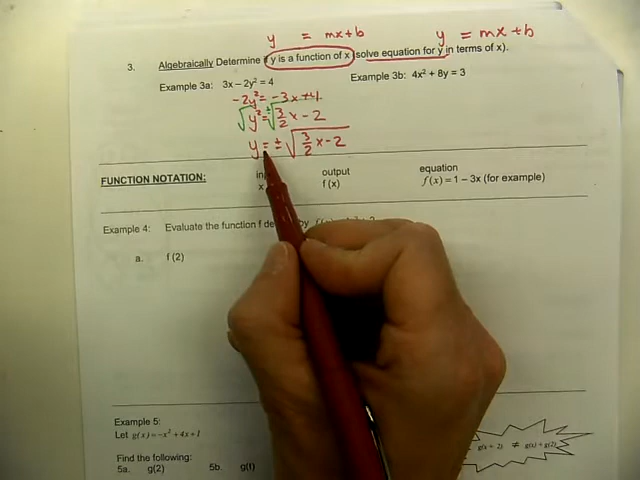 y = mx+b y = mx+b
3. Algebraically Determine if y is a function of x (solve equation for y in terms of x).
Example 3a: 3x – 2y² = 4 Example 3b: 4x² + 8y = 3
-2y² = -3x+4
√y² = ±√3/2 x - 2
y = ± √3/2 x - 2
FUNCTION NOTATION: output equation
x f (x) f(x) = 1 – 3x (for example)
Example 4: Evaluate the function f by
a. f (2)
Example 5:
Let g(x) = –x² + 4x + 1
Find the following: g(x + 2) ≠ g(x) + g(2)
5a. g(2) 5b. g(t)